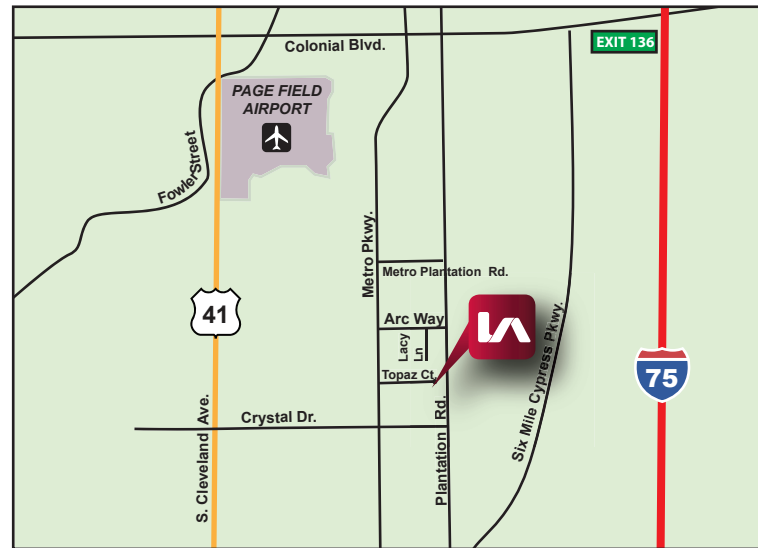 Colonial Blvd.
EXIT 136
PAGE FIELD
AIRPORT
Fowler Street
Metro Pkwy.
Metro Plantation Rd.
41
Arc Way
Lacy
Ln
Topaz Ct.
75
Crystal Dr.
S. Cleveland Ave.
Plantation Rd.
Six Mile Cypress Pkwy.